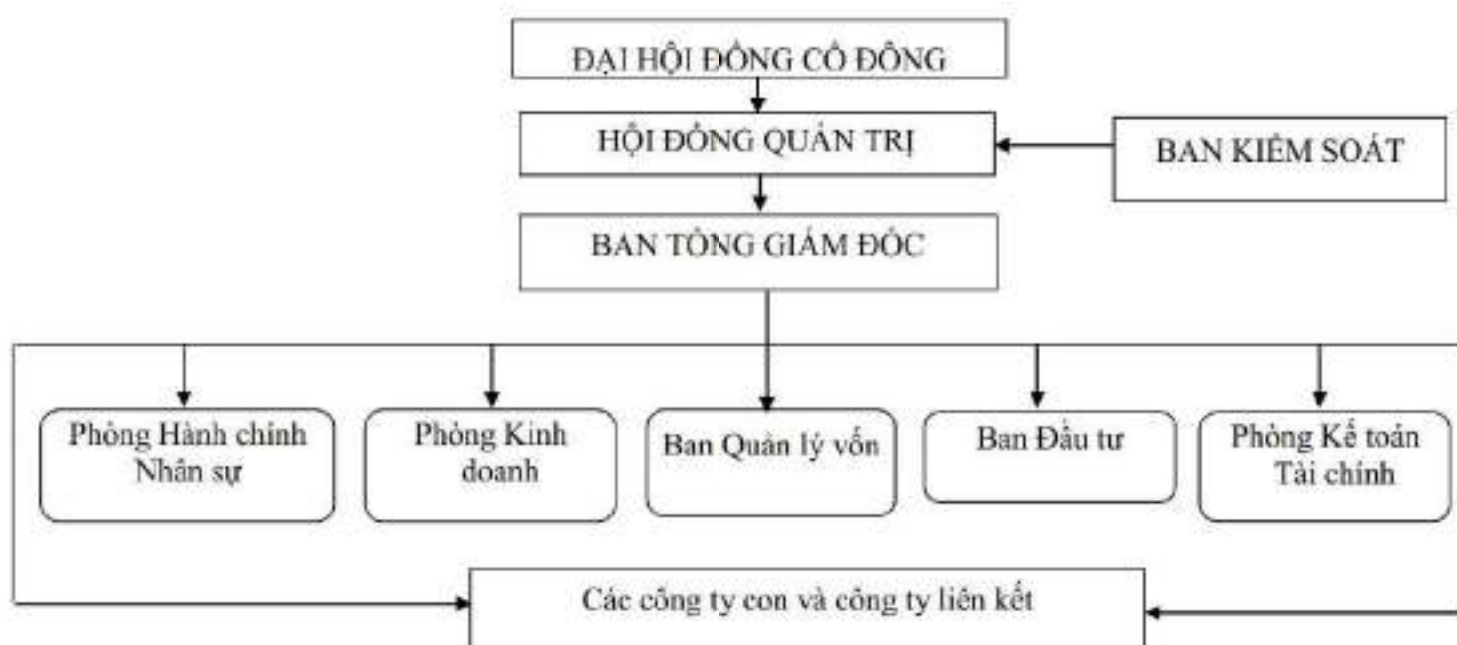 ĐẠI HỘI ĐỒNG CỔ ĐÔNG
HỘI ĐỒNG QUẢN TRỊ
BAN KIỂM SOÁT
BAN TỔNG GIÁM ĐỐC
Phòng Hành chính
Nhân sự
Phòng Kinh
doanh
Ban Quản lý vốn
Ban Đầu tư
Phòng Kế toán
Tài chính
Các công ty con và công ty liên kết